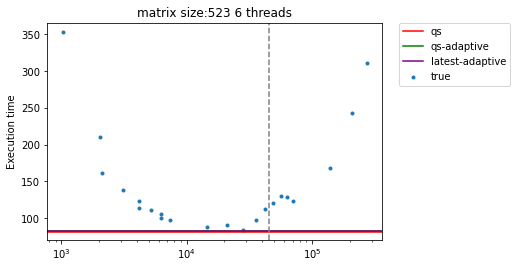 matrix size:523 6 threads
Execution time
350
300
250
200
150
100
10³
10⁴
10⁵
qs
qs-adaptive
latest-adaptive
true